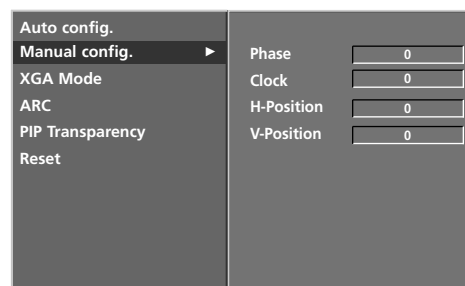 Auto config.
Manual config. ►
XGA Mode
ARC
PIP Transparency
Reset
Phase 0
Clock 0
H-Position 0
V-Position 0